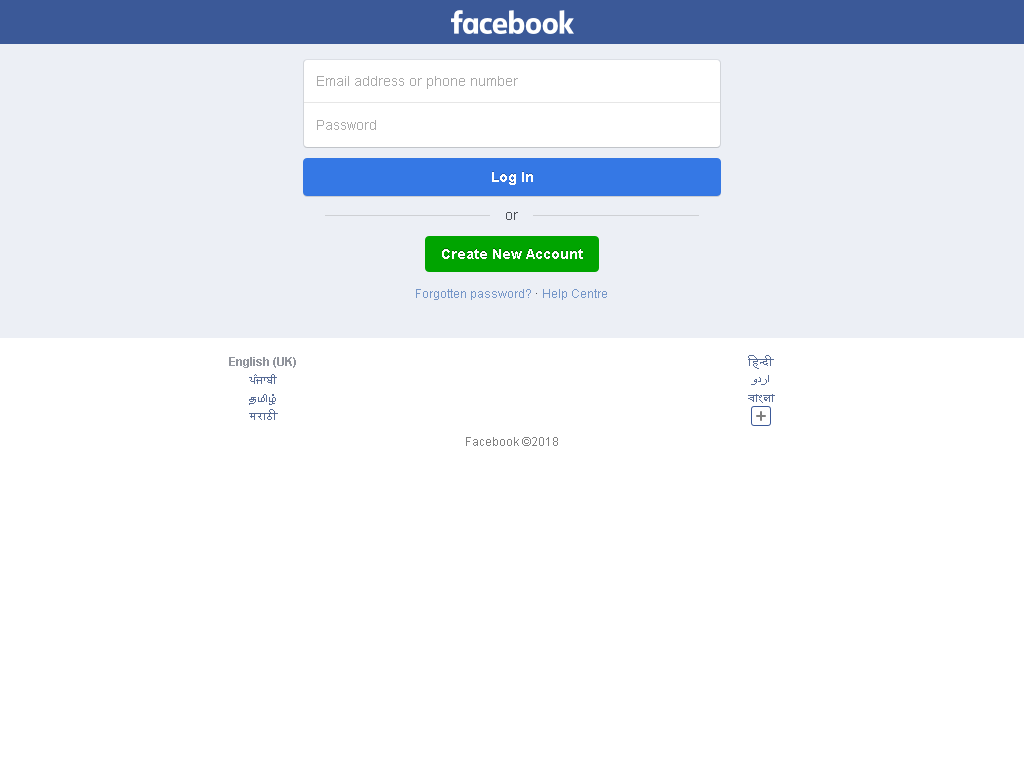 facebook
Email address or phone number
Password
Log In
or
Create New Account
Forgotten password? · Help Centre
English (UK)
हिन्दी
ਪੰਜਾਬੀ
اردو
தமிழ்
বাংলা
मराठी
Facebook ©2018